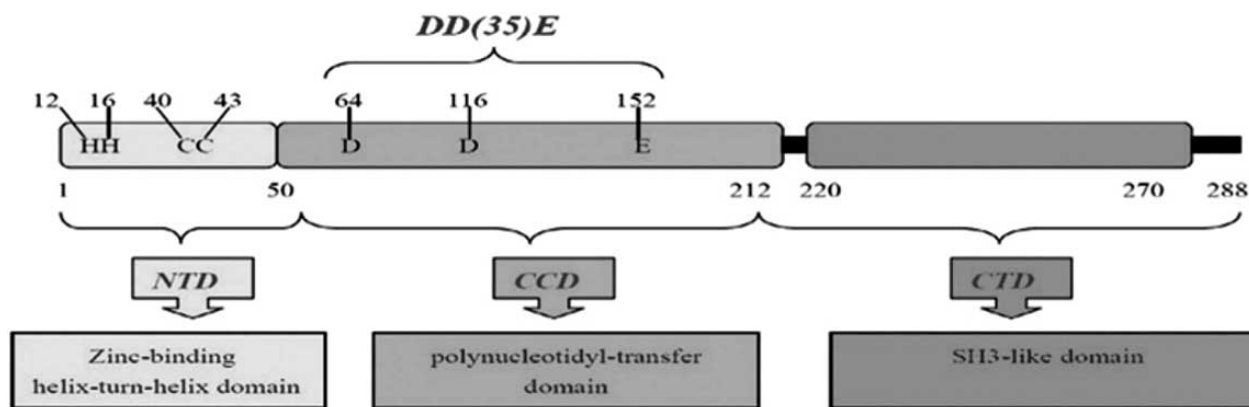 DD(35)E
12 16 40 43 64 116 152
HH CC D D E
1 50 212 220 270 288
NTD CCD CTD
Zinc-binding
helix-turn-helix domain
polynucleotidyl-transfer
domain
SH3-like domain